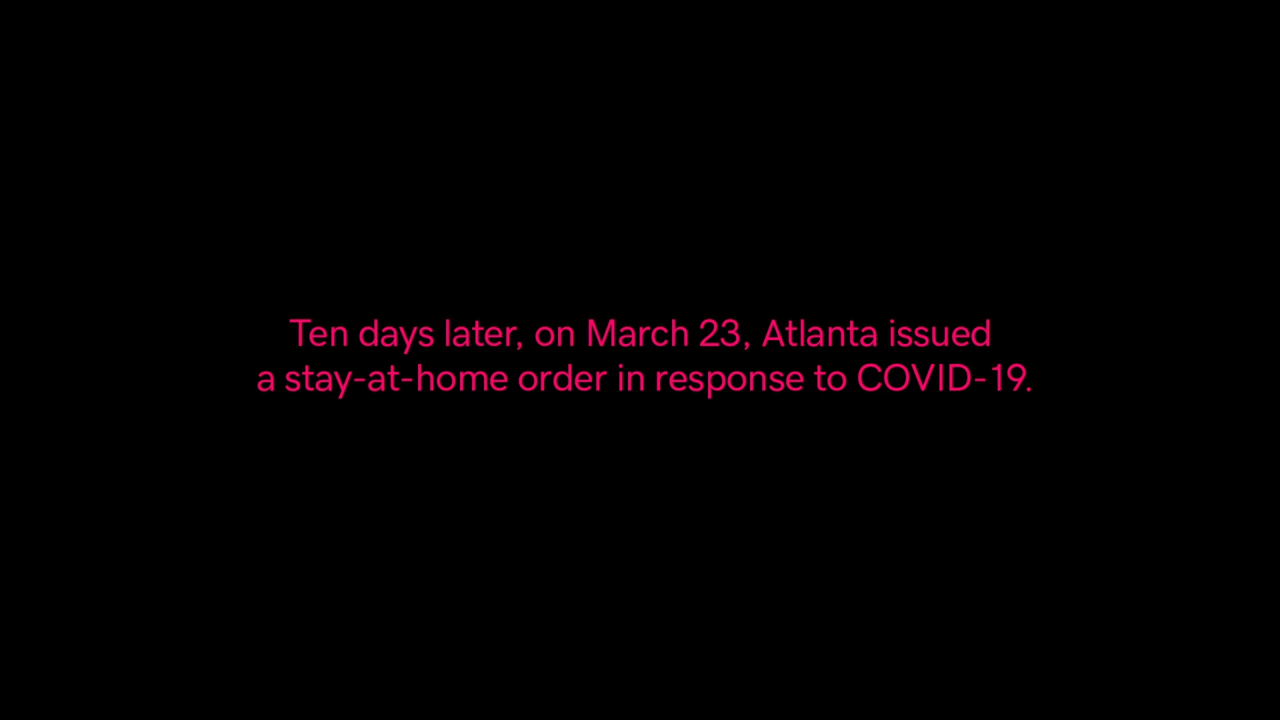 Ten days later, on March 23, Atlanta issued
a stay-at-home order in response to COVID-19.